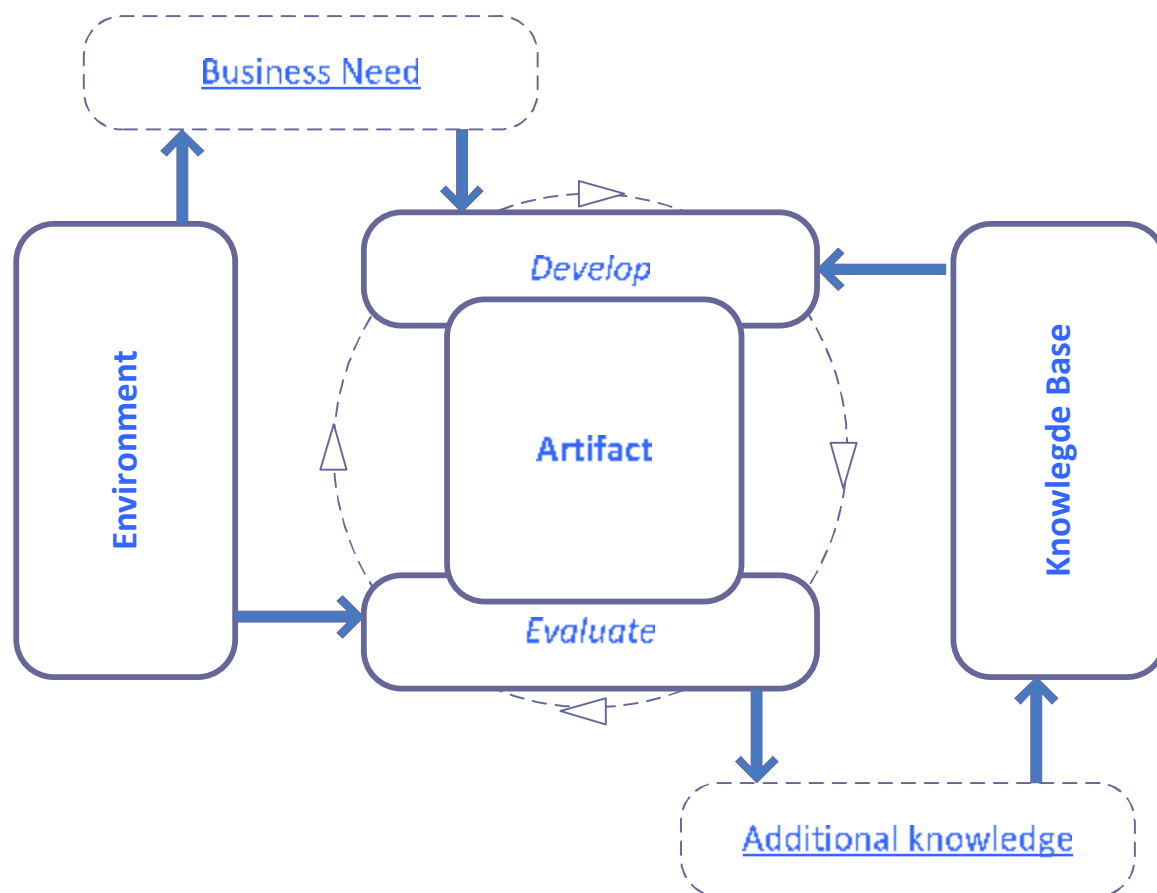 Business Need
Develop
Environment
Artifact
Knowlegde Base
Evaluate
Additional knowledge